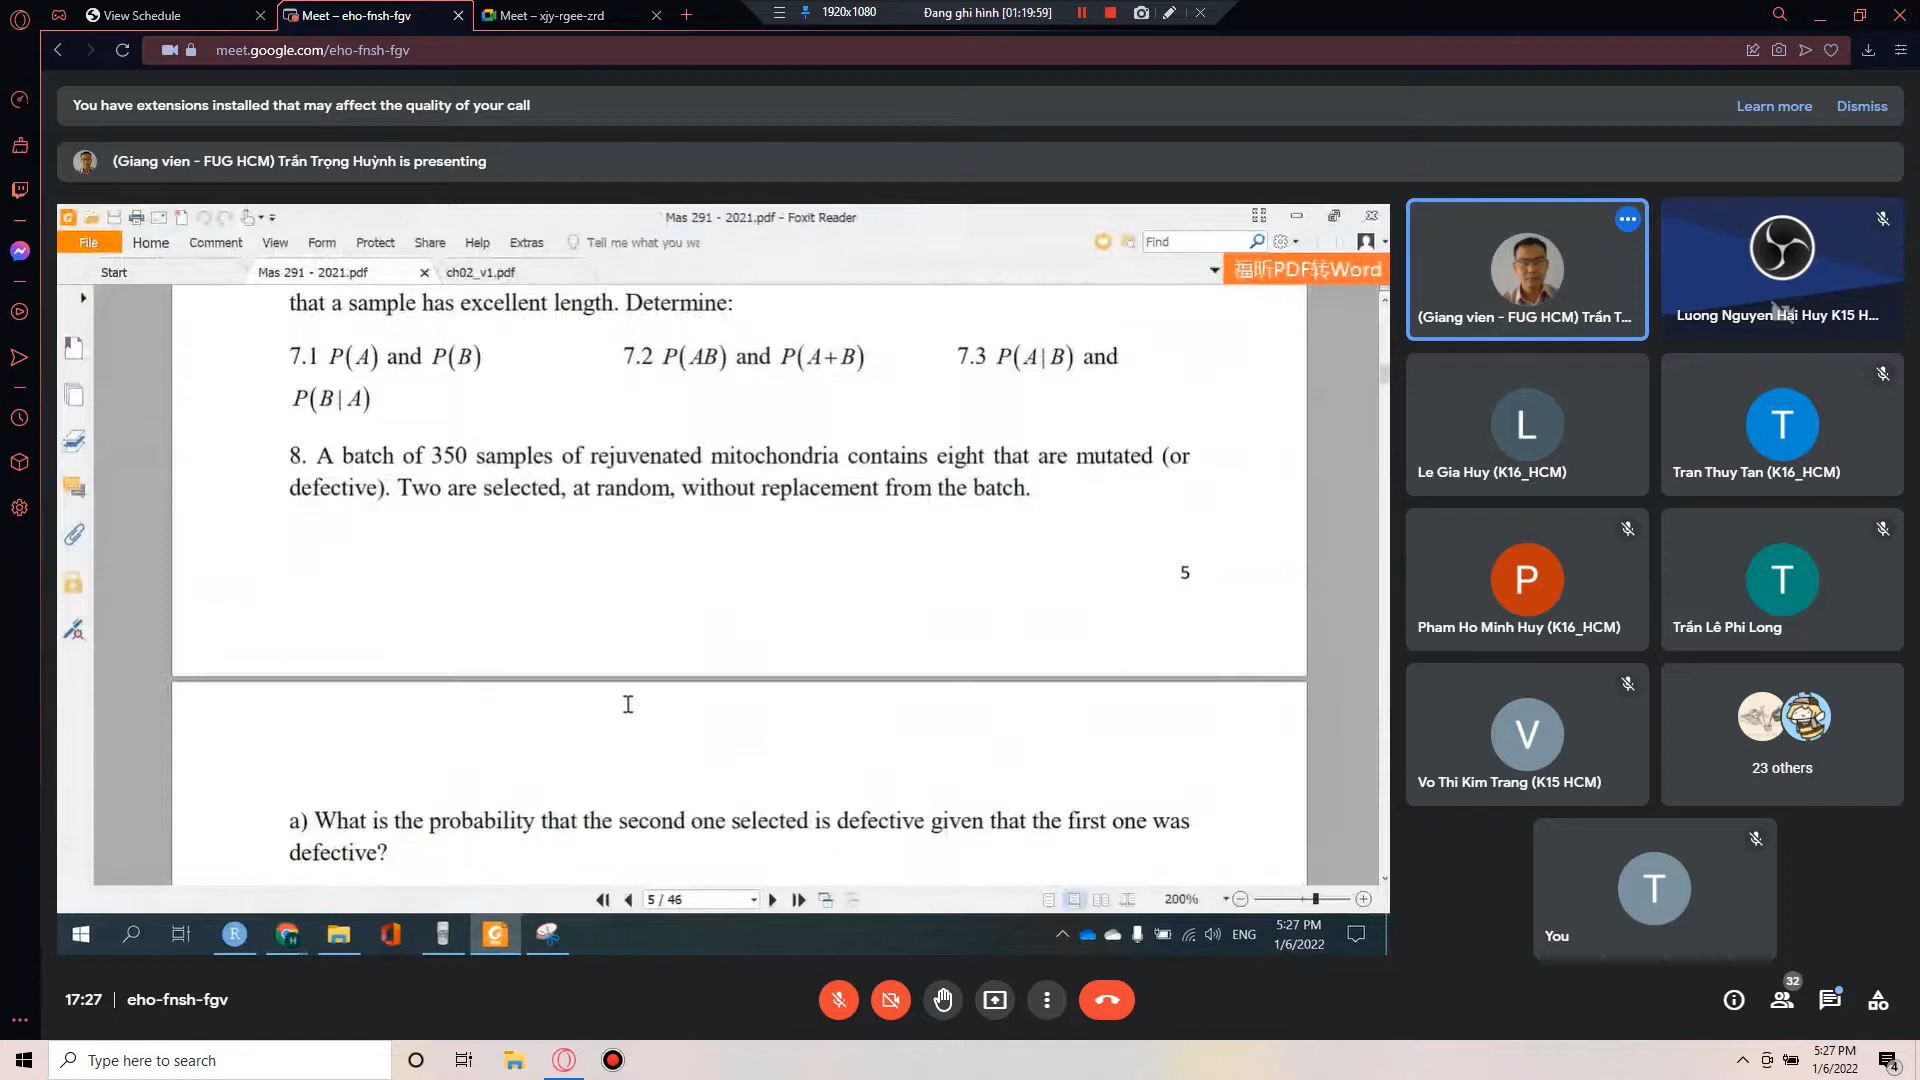 View Schedule
Meet – eho-fnsh-fgv
Meet – xjy-rgee-zrd
1920x1080
Đang ghi hình [01:19:59]
meet.google.com/eho-fnsh-fgv
You have extensions installed that may affect the quality of your call
Learn more
Dismiss
(Giang vien - FUG HCM) Trần Trọng Huỳnh is presenting
Mas 291 - 2021.pdf - Foxit Reader
File
Home
Comment
View
Form
Protect
Share
Help
Extras
Tell me what you wa
Find
Start
Mas 291 - 2021.pdf
ch02_v1.pdf
福昕PDF转Word
that a sample has excellent length. Determine:
7.1 P(A) and P(B)
7.2 P(AB) and P(A+B)
7.3 P(A|B) and
P(B|A)
8. A batch of 350 samples of rejuvenated mitochondria contains eight that are mutated (or
defective). Two are selected, at random, without replacement from the batch.
5
a) What is the probability that the second one selected is defective given that the first one was
defective?
5 / 46
200%
ENG
5:27 PM
1/6/2022
(Giang vien - FUG HCM) Trần T...
Luong Nguyen Hai Huy K15 H...
L
Le Gia Huy (K16_HCM)
T
Tran Thuy Tan (K16_HCM)
P
Pham Ho Minh Huy (K16_HCM)
T
Trần Lê Phi Long
V
Vo Thi Kim Trang (K15 HCM)
23 others
T
You
17:27
eho-fnsh-fgv
32
Type here to search
5:27 PM
1/6/2022
4